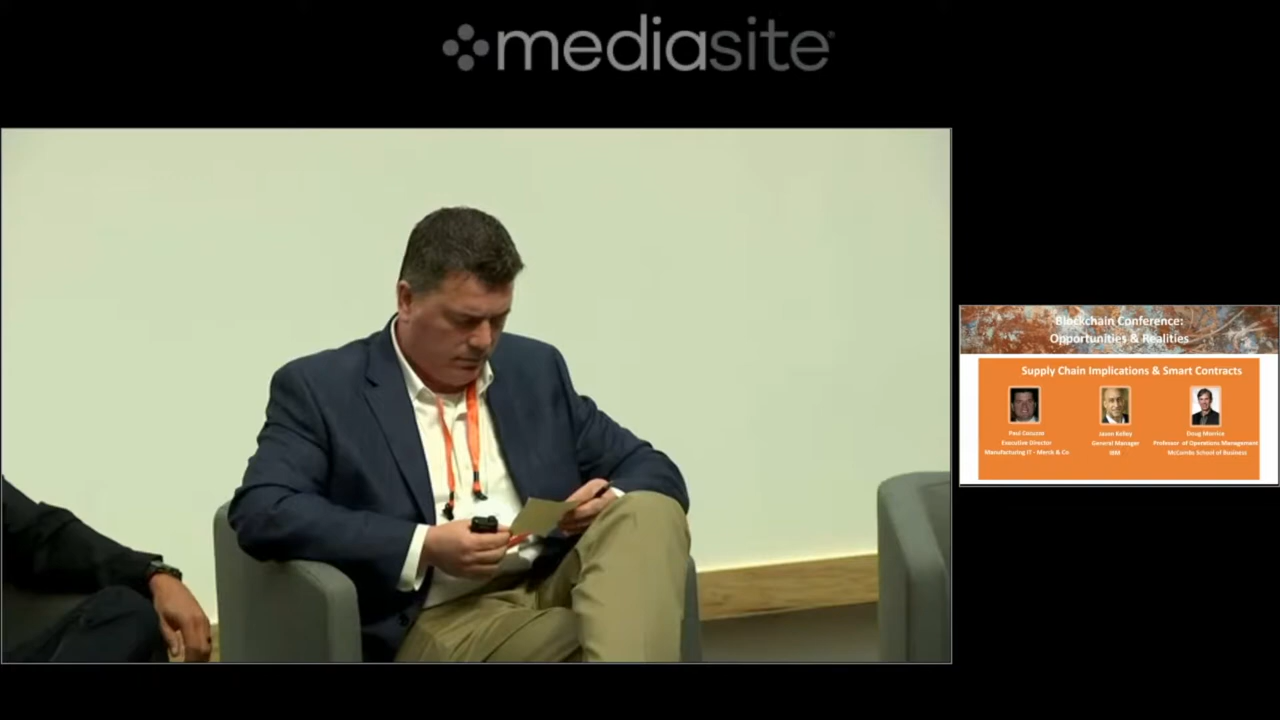 mediasite
Blockchain Conference:
Opportunities & Realities
Supply Chain Implications & Smart Contracts
Paul
Executive Director
Manufacturing IT - Merck & Co
Jason Kelley
General Manager
IBM
Doug Morrice
Professor of Operations Management
McCombs School of Business